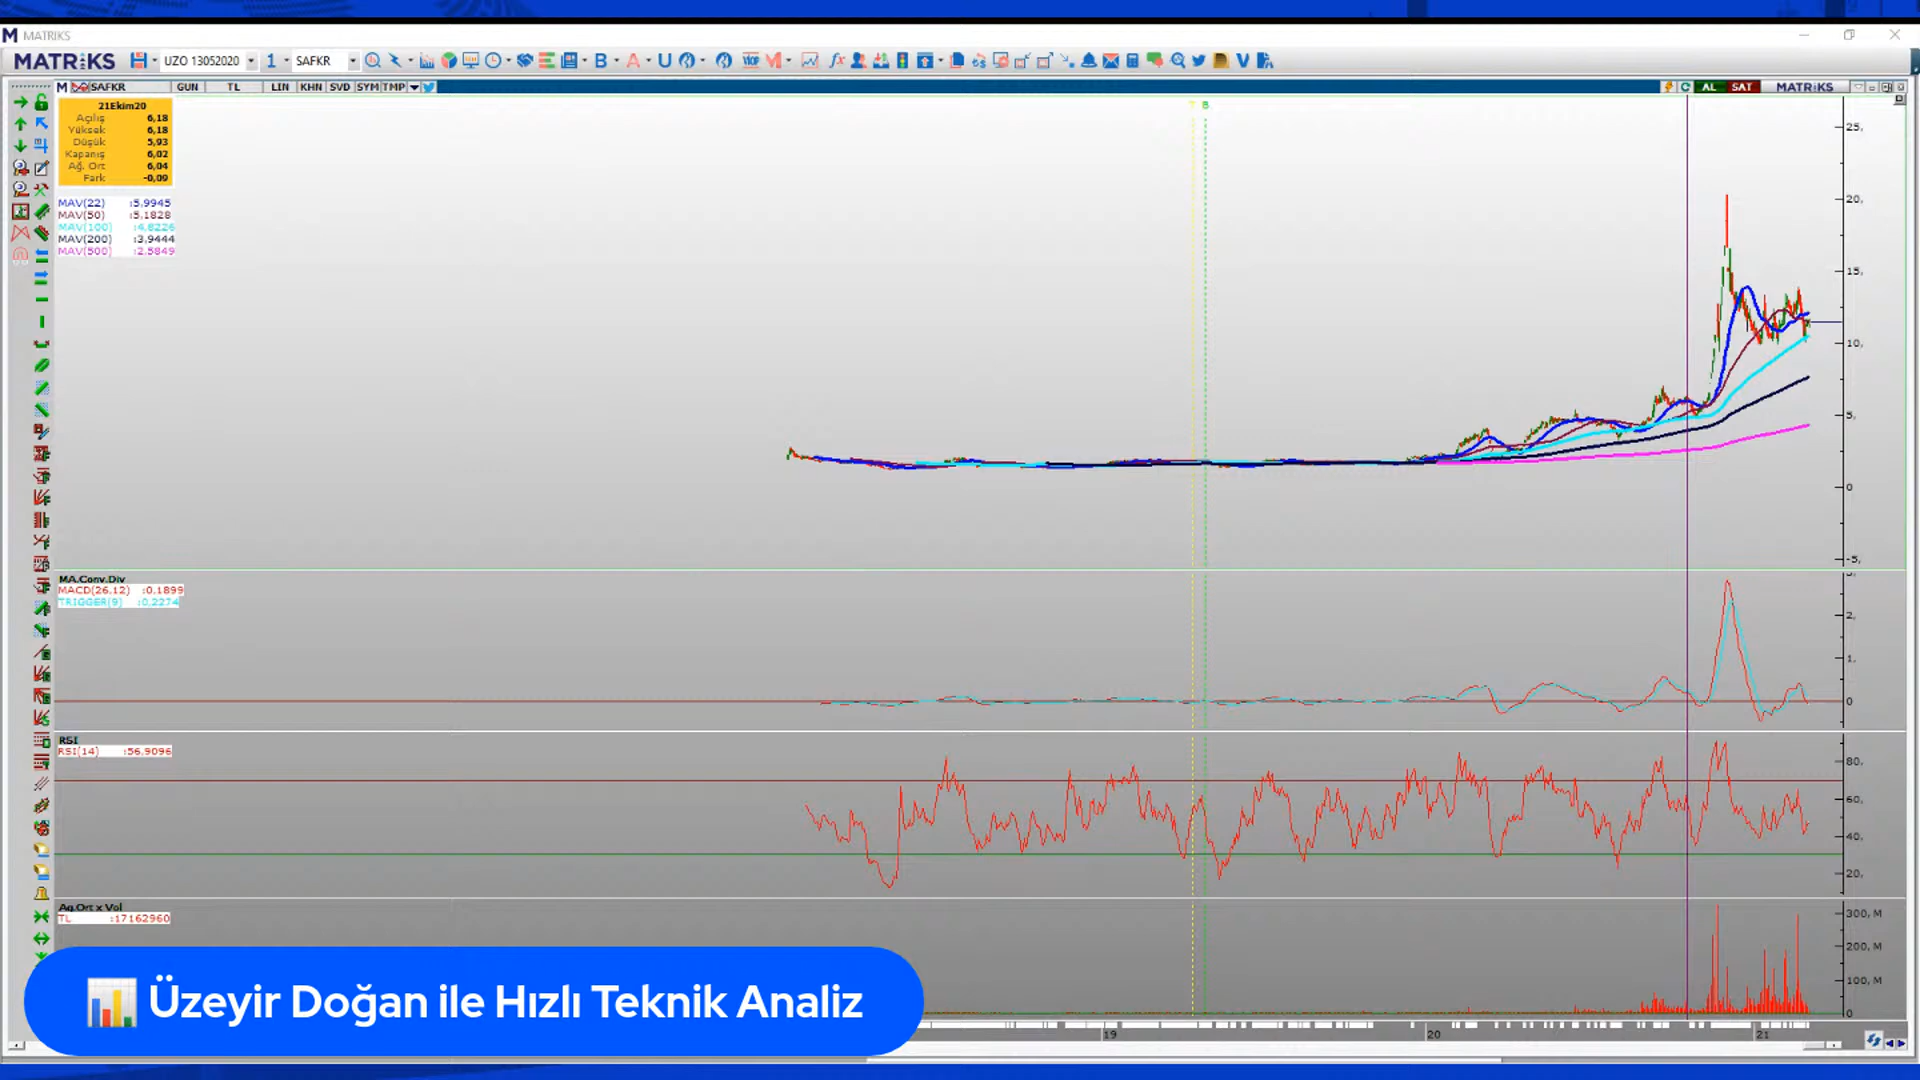 MATRIKS
MATRIKS
UZO 13052020
1
SAFKR
SAFKR
GUN
TL
LIN
KHN
SVD
SYM
TMP
AL
SAT
MATRIKS
21Ekim20
Açılış 6,18
Yüksek 6,18
Düşük 5,93
Kapanış 6,02
Ağ. Ort 6,04
Fark -0,09
MAV(22) :5,9945
MAV(50) :5,1828
MAV(100) :4,8226
MAV(200) :3,9444
MAV(500) :2,5849
25,
20,
15,
10,
5,
0
-5,
MA.Conv.Div
MACD(26,12) :0,1899
TRIGGER(9) :0,2274
2,
1,
0
RSI
RSI(14) :56,9096
80,
60,
40,
20,
Ag.Ort x Vol
TL :17162960
300, M
200, M
100, M
0
Üzeyir Doğan ile Hızlı Teknik Analiz
19
20
21